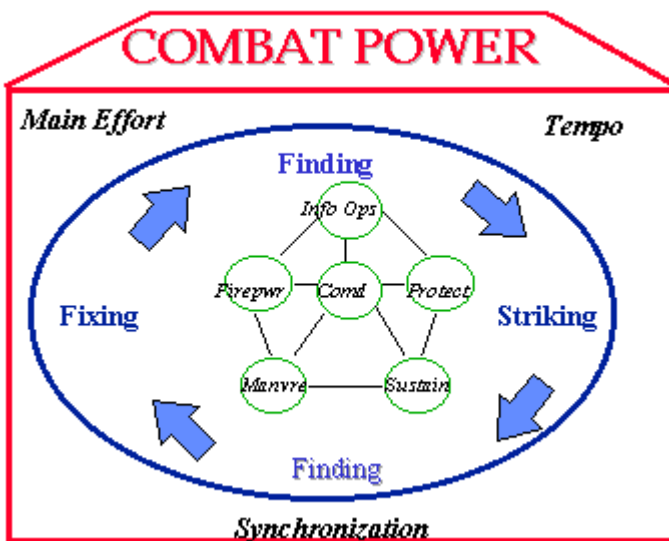 COMBAT POWER
Main Effort
Tempo
Finding
Info Ops
Firepwr
Comd
Protect
Fixing
Striking
Manvre
Sustain
Finding
Synchronization